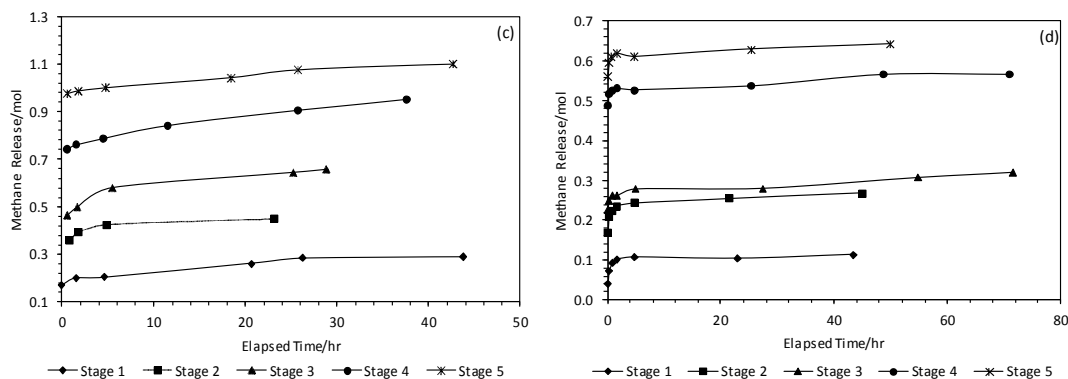 (c)
1.3
1.1
0.9
0.7
0.5
0.3
0.1
Methane Release/mol
0 10 20 30 40 50
Elapsed Time/hr
Stage 1 Stage 2 Stage 3 Stage 4 Stage 5
(d)
0.7
0.6
0.5
0.4
0.3
0.2
0.1
0.0
Methane Release/mol
0 20 40 60 80
Elapsed Time/hr
Stage 1 Stage 2 Stage 3 Stage 4 Stage 5